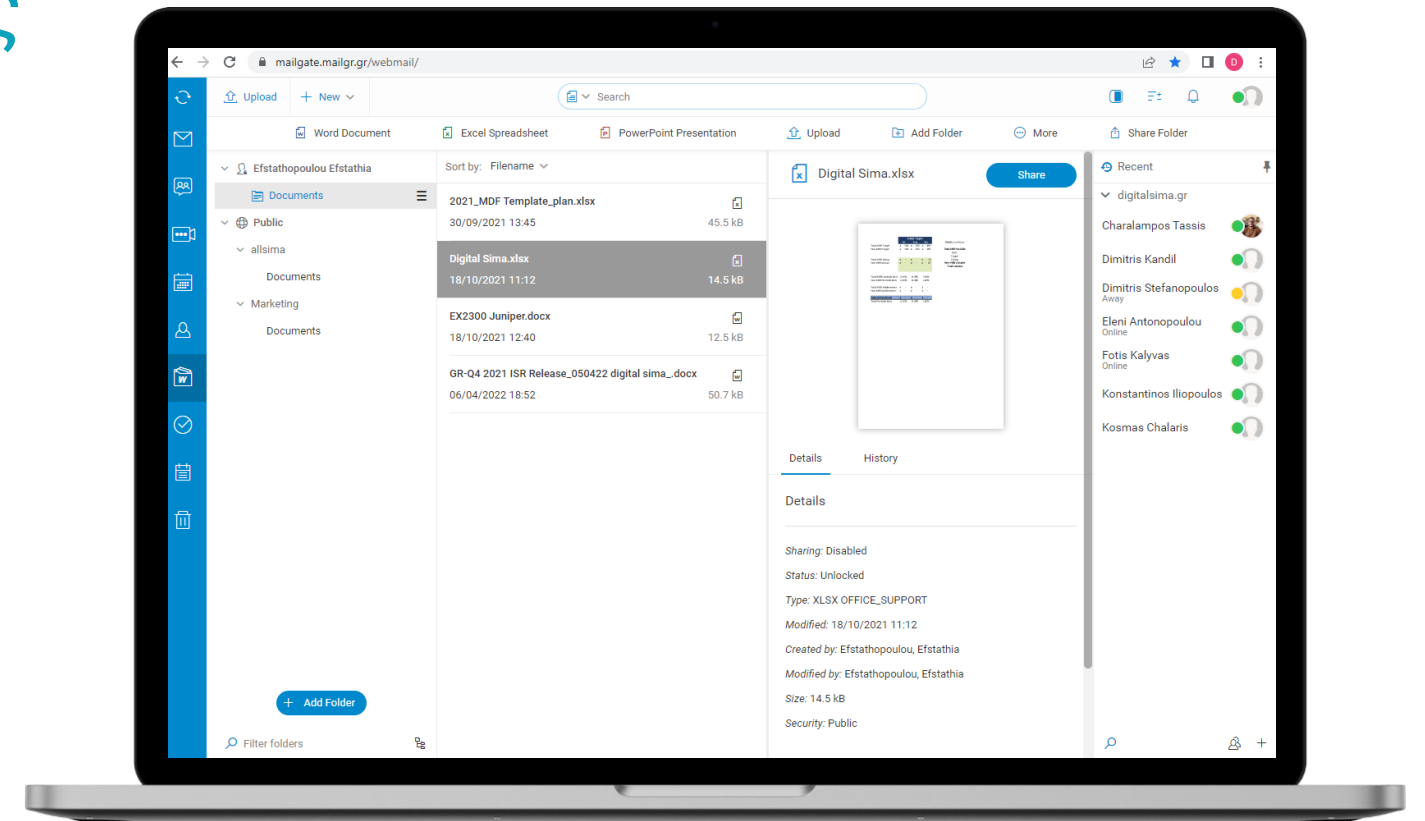 mailgate.mailgr.gr/webmail/
D
Upload
New
Search
Word Document
Excel Spreadsheet
PowerPoint Presentation
Upload
Add Folder
More
Share Folder
Efstathopoulou Efstathia
Documents
Public
allsima
Documents
Marketing
Documents
+ Add Folder
Filter folders
Sort by: Filename
2021_MDF Template_plan.xlsx
30/09/2021 13:45 45.5 kB
Digital Sima.xlsx
18/10/2021 11:12 14.5 kB
EX2300 Juniper.docx
18/10/2021 12:40 12.5 kB
GR-Q4 2021 ISR Release_050422 digital sima_.docx
06/04/2022 18:52 50.7 kB
Digital Sima.xlsx
Share
Details History
Details
Sharing: Disabled
Status: Unlocked
Type: XLSX OFFICE_SUPPORT
Modified: 18/10/2021 11:12
Created by: Efstathopoulou, Efstathia
Modified by: Efstathopoulou, Efstathia
Size: 14.5 kB
Security: Public
Recent
digitalsima.gr
Charalampos Tassis
Dimitris Kandil
Dimitris Stefanopoulos
Away
Eleni Antonopoulou
Online
Fotis Kalyvas
Online
Konstantinos Iliopoulos
Kosmas Chalaris